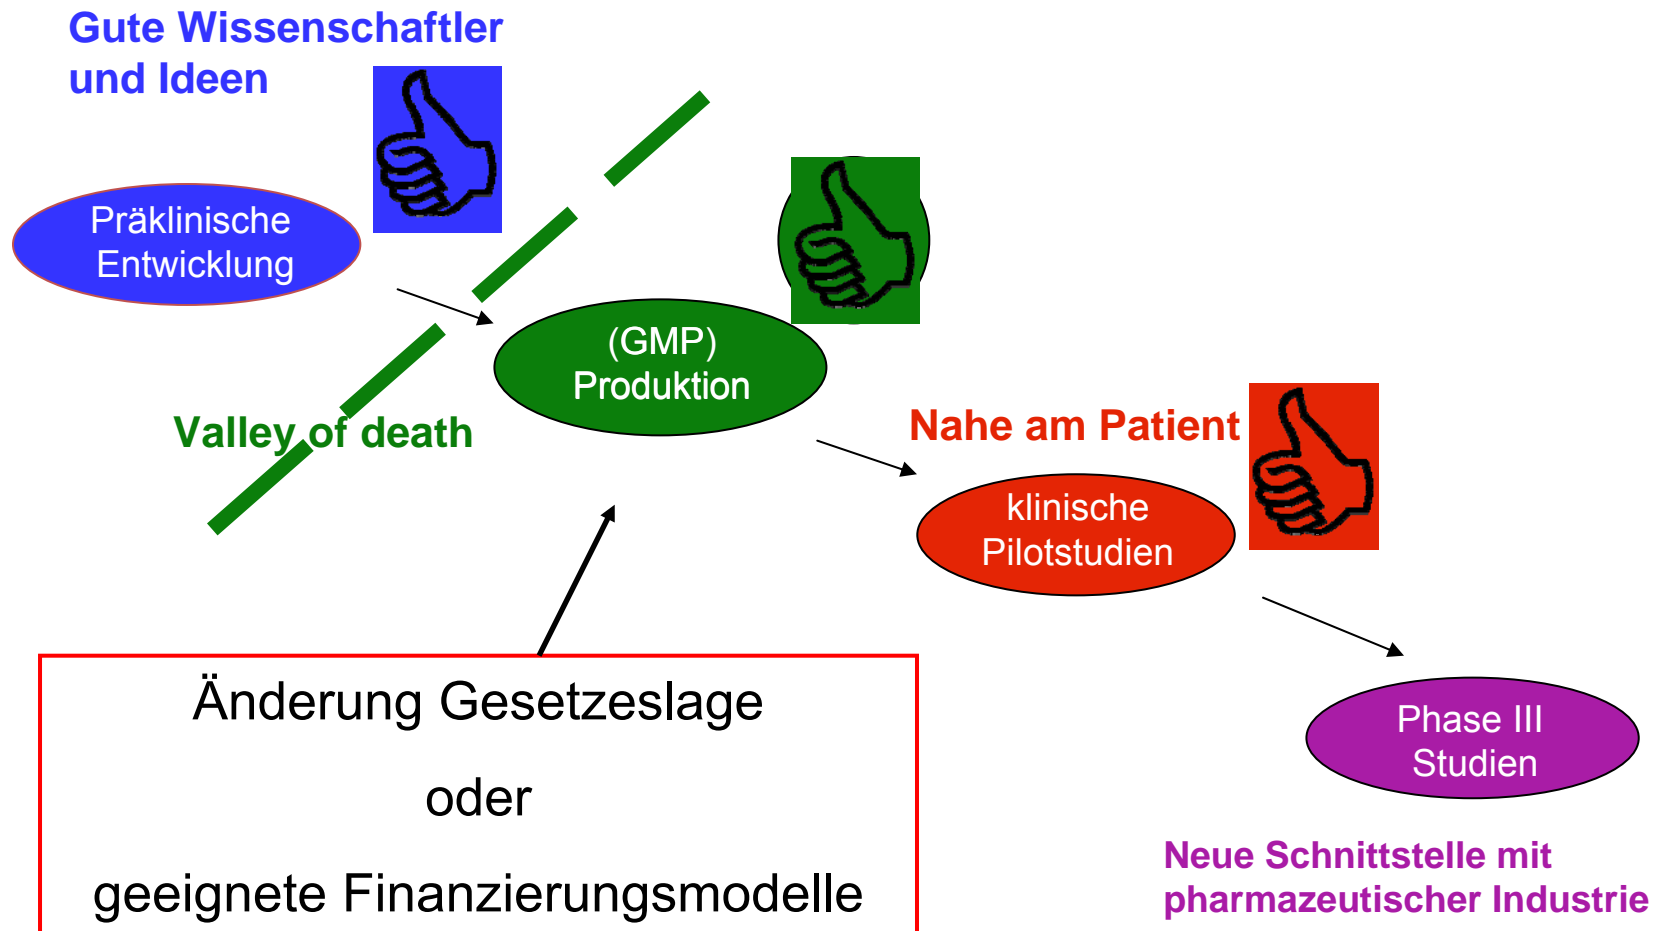 Gute Wissenschaftler
und Ideen
Präklinische
Entwicklung
(GMP)
Produktion
Valley of death
Nahe am Patient
klinische
Pilotstudien
Änderung Gesetzeslage
oder
geeignete Finanzierungsmodelle
Phase III
Studien
Neue Schnittstelle mit
pharmazeutischer Industrie